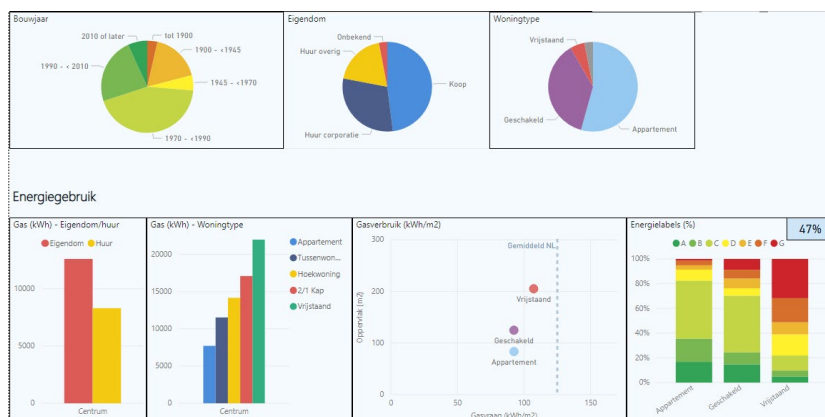 Bouwjaar
2010 of later
tot 1900
1900 - <1945
1945 - <1970
1970 - <1990
1990 - < 2010
Eigendom
Onbekend
Huur overig
Koop
Huur corporatie
Woningtype
Vrijstaand
Geschakeld
Appartement
Energiegebruik
Gas (kWh) - Eigendom/huur
Eigendom Huur
10000
5000
0
Centrum
Gas (kWh) - Woningtype
Appartement
Tussenwon...
Hoekwoning
2/1 Kap
Vrijstaand
20000
15000
10000
5000
0
Centrum
Gasverbruik (kWh/m2)
Oppervlak (m2)
300
200
100
0
Gemiddeld NL
Vrijstaand
Geschakeld
Appartement
0 50 100 150
Gasvraag (kWh/m2)
Energielabels (%)
47%
A B C D E F G
100%
80%
60%
40%
20%
0%
Appartement
Geschakeld
Vrijstaand